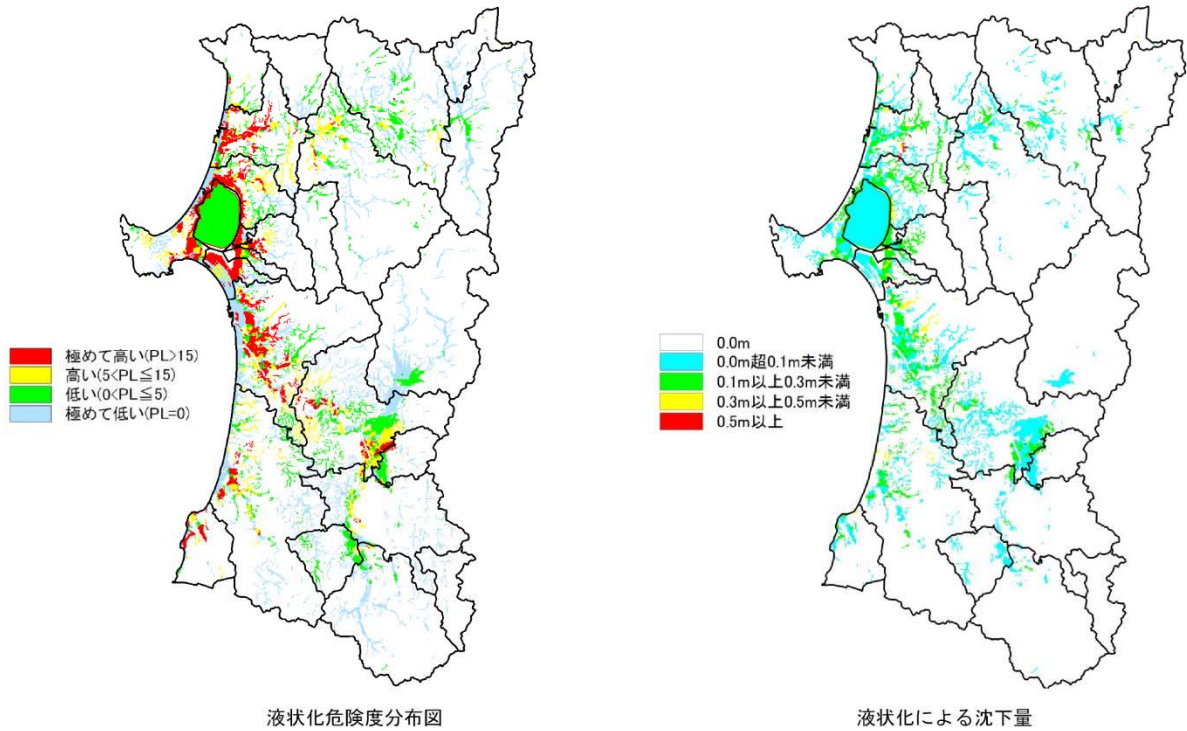 極めて高い(PL>15)
高い(5<PL≦15)
低い(0<PL≦5)
極めて低い(PL=0)
液状化危険度分布図
0.0m
0.0m超0.1m未満
0.1m以上0.3m未満
0.3m以上0.5m未満
0.5m以上
液状化による沈下量